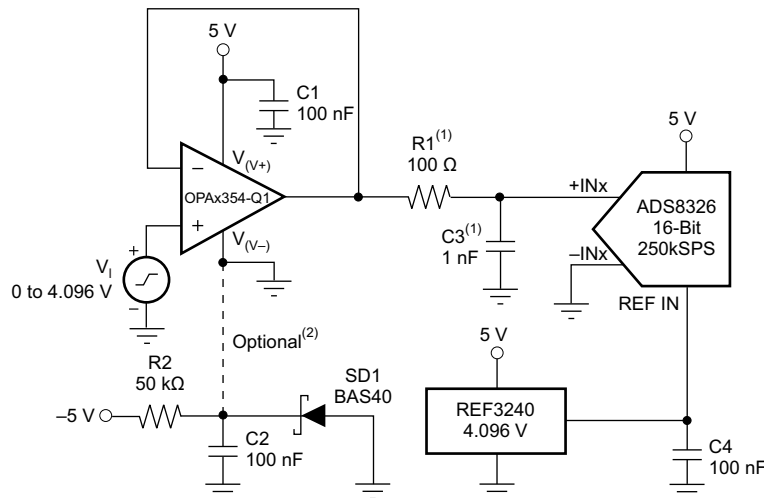 5 V
C1
100 nF
V(V+)
−
OPAx354-Q1
+
V(V−)
+
VI
0 to 4.096 V
−
R1(1)
100 Ω
C3(1)
1 nF
5 V
+INx
ADS8326
16-Bit
250kSPS
−INx
REF IN
Optional(2)
R2
50 kΩ
−5 V
C2
100 nF
SD1
BAS40
5 V
REF3240
4.096 V
C4
100 nF